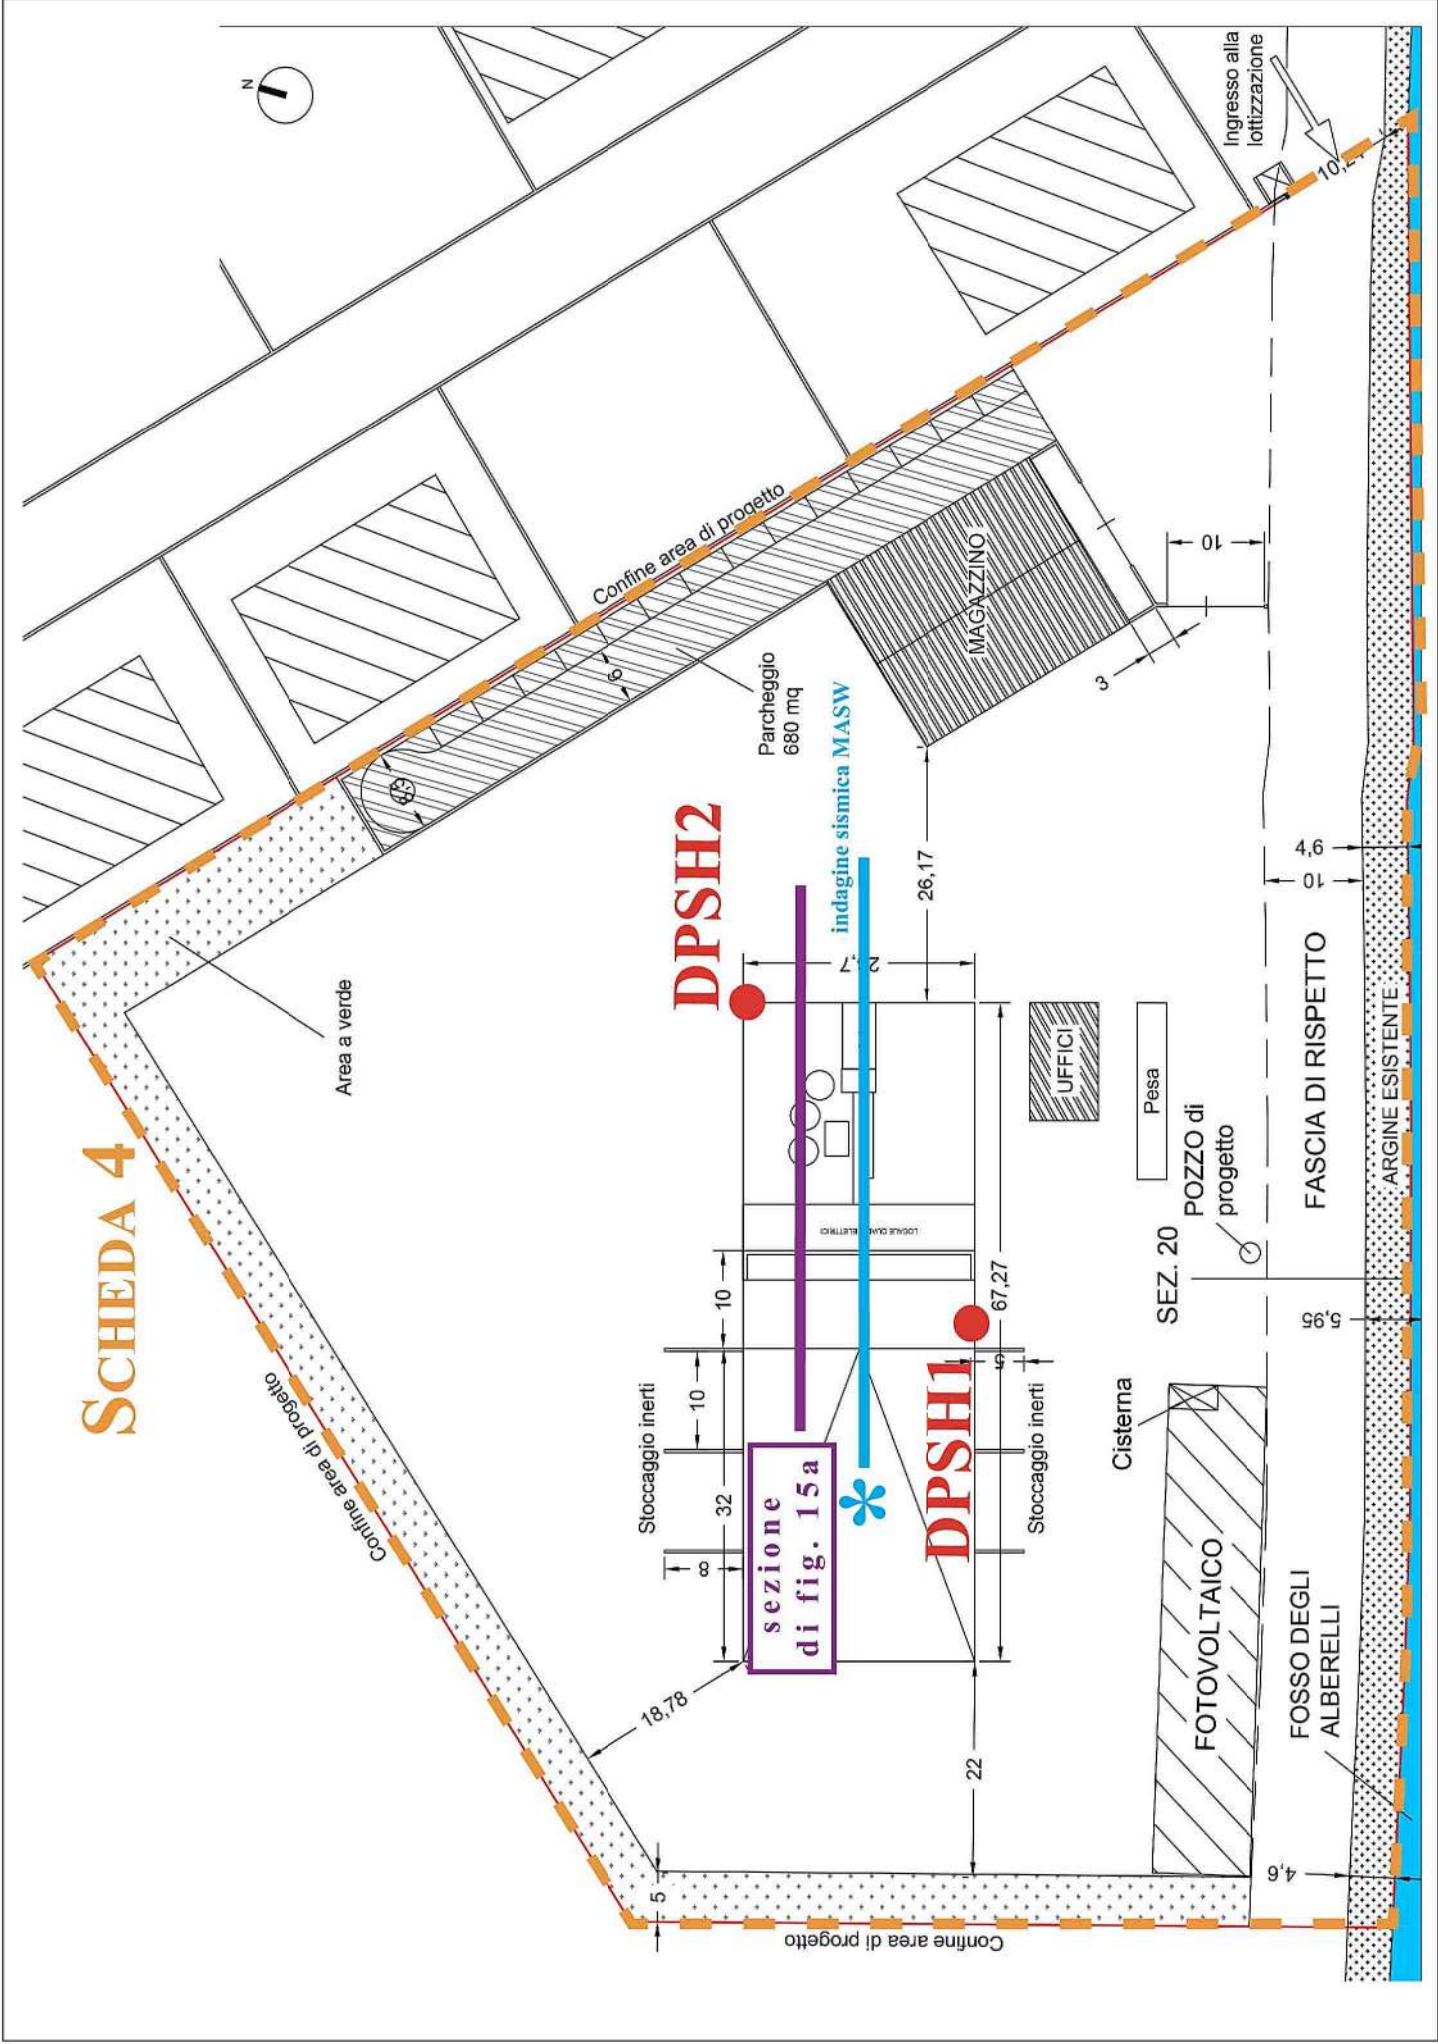 SCHEDA 4
N
Ingresso alla
lottizzazione
Confine area di progetto
Confine area di progetto
Confine area di progetto
Area a verde
Parcheggio
680 mq
9
MAGAZZINO
10
3
indagine sismica MASW
DPSH2
26,17
4,6
10
FASCIA DI RISPETTO
ARGINE ESISTENTE
UFFICI
Pesa
POZZO di
progetto
SEZ. 20
67,27
5,95
10
10
32
8
5
Stoccaggio inerti
Stoccaggio inerti
DPSH1
sezione
di fig. 15a
*
Cisterna
FOTOVOLTAICO
FOSSO DEGLI
ALBERELLI
18,78
22
5
4,6